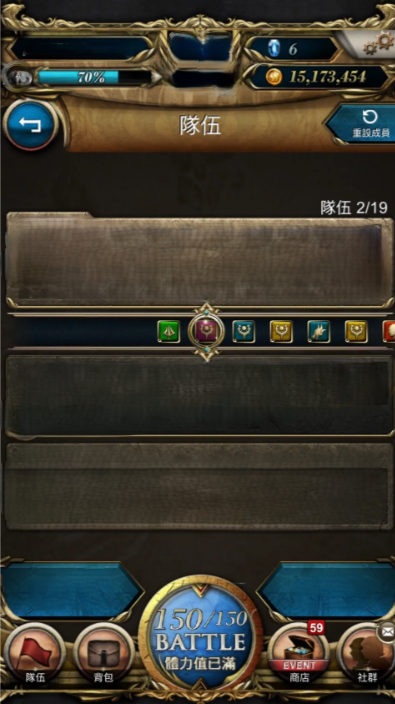 6
70%
15,173,454
隊伍
重設成員
隊伍 2/19
150/150
BATTLE
體力值已滿
59
EVENT
隊伍
背包
商店
社群